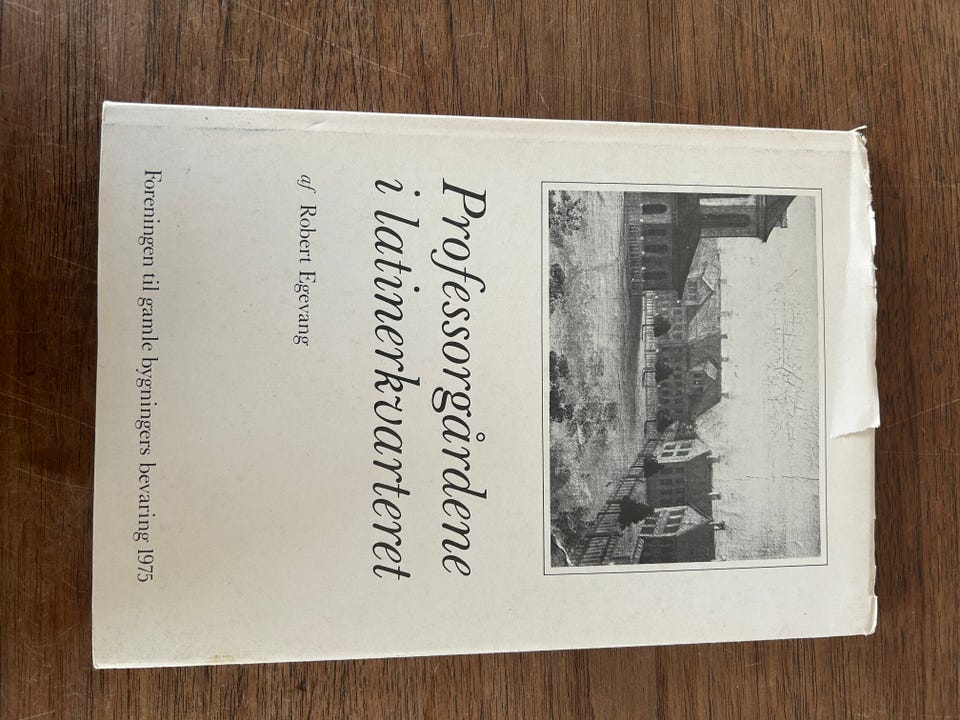 Professorgårdene
i latinerkvarteret
af Robert Egevang
Foreningen til gamle bygningers bevaring 1975